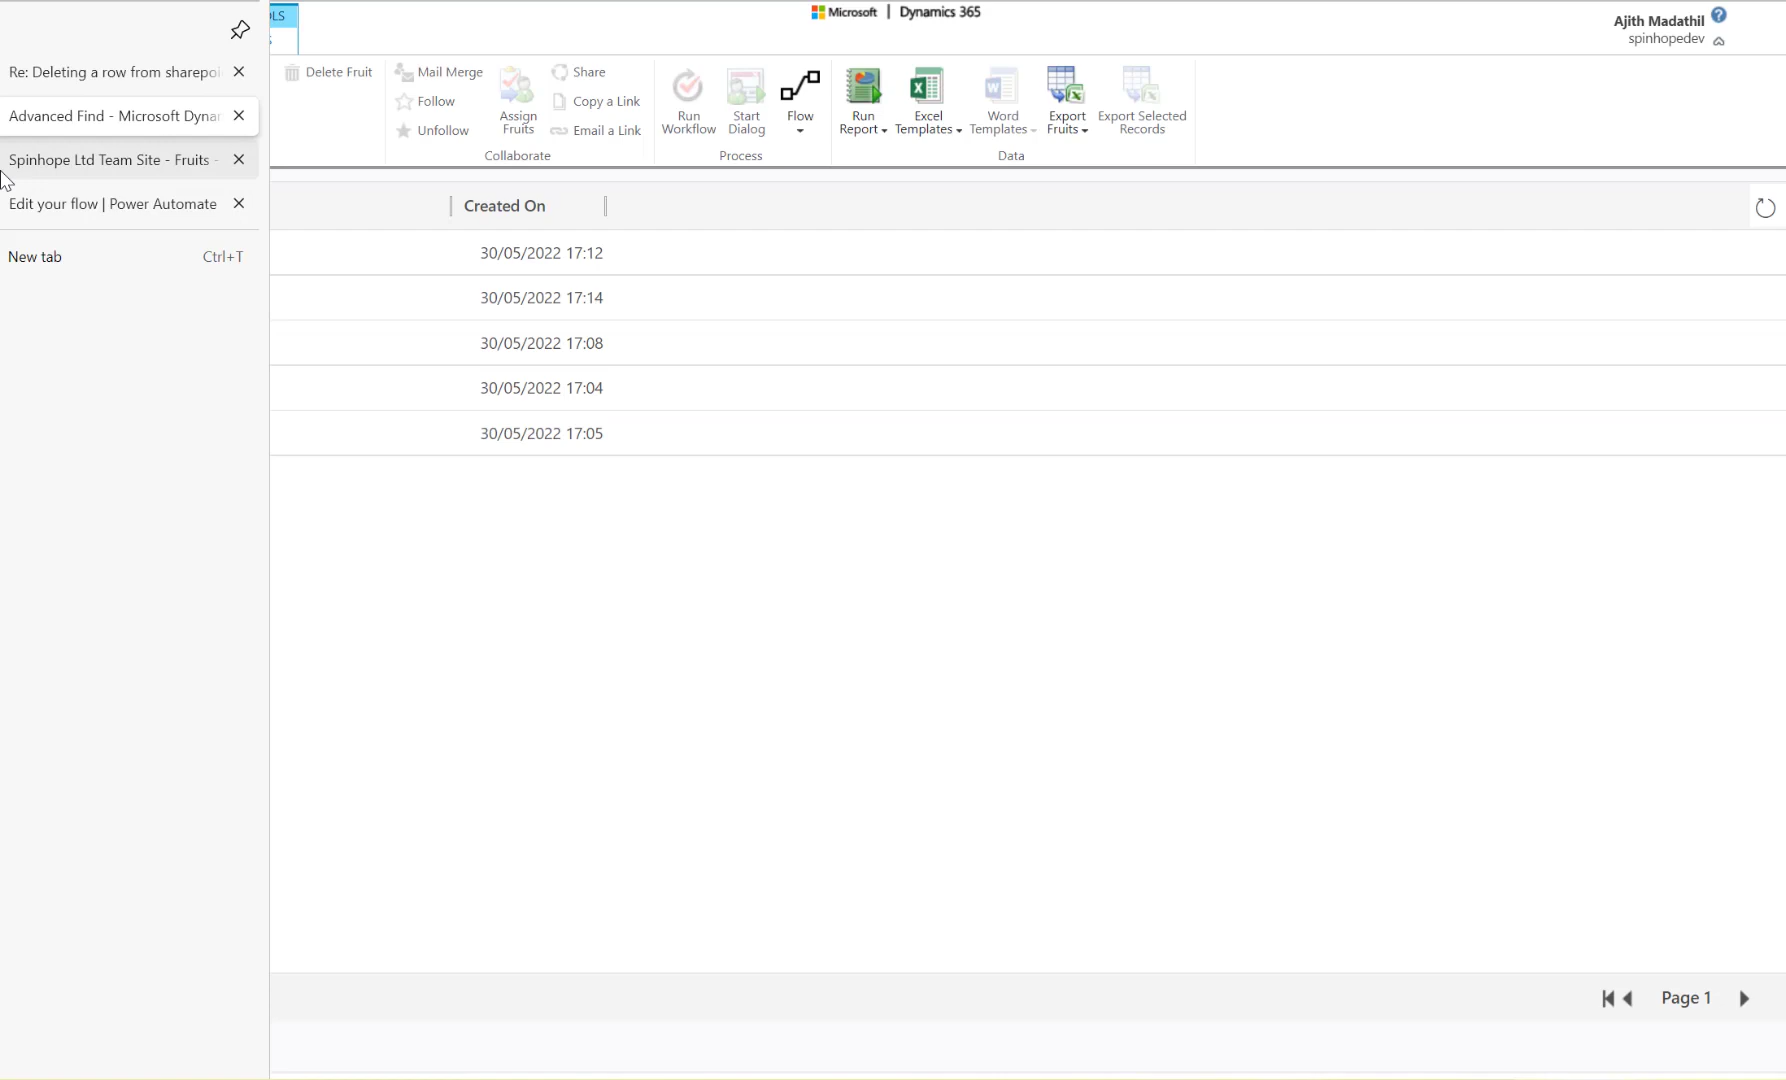 Re: Deleting a row from sharepoi
Advanced Find - Microsoft Dynar
Spinhope Ltd Team Site - Fruits -
Edit your flow | Power Automate
New tab Ctrl+T
OLS
Microsoft | Dynamics 365
Ajith Madathil
spinhopedev
Delete Fruit
Mail Merge
Follow
Unfollow
Assign
Fruits
Share
Copy a Link
Email a Link
Collaborate
Run
Workflow
Start
Dialog
Flow
Process
Run
Report
Excel
Templates
Word
Templates
Export
Fruits
Export Selected
Records
Data
Created On
30/05/2022 17:12
30/05/2022 17:14
30/05/2022 17:08
30/05/2022 17:04
30/05/2022 17:05
Page 1